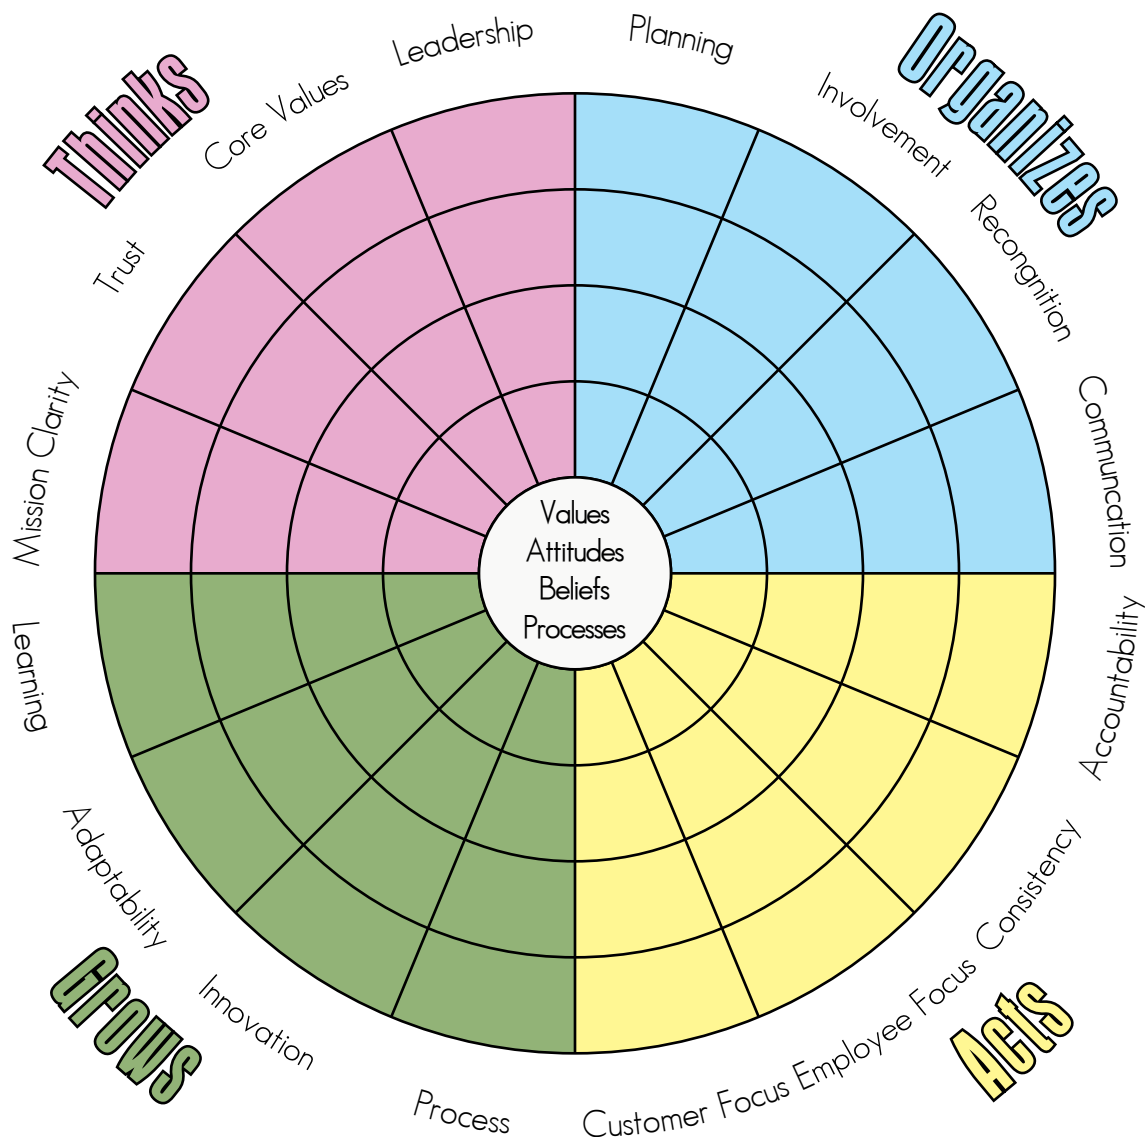 Thinks
Leadership
Core Values
Trust
Mission Clarity
Organizes
Planning
Involvement
Recongnition
Communcation
Values
Attitudes
Beliefs
Processes
Accountability
Consistency
Employee Focus
Customer Focus
Acts
Learning
Adaptability
Innovation
Process
Grows